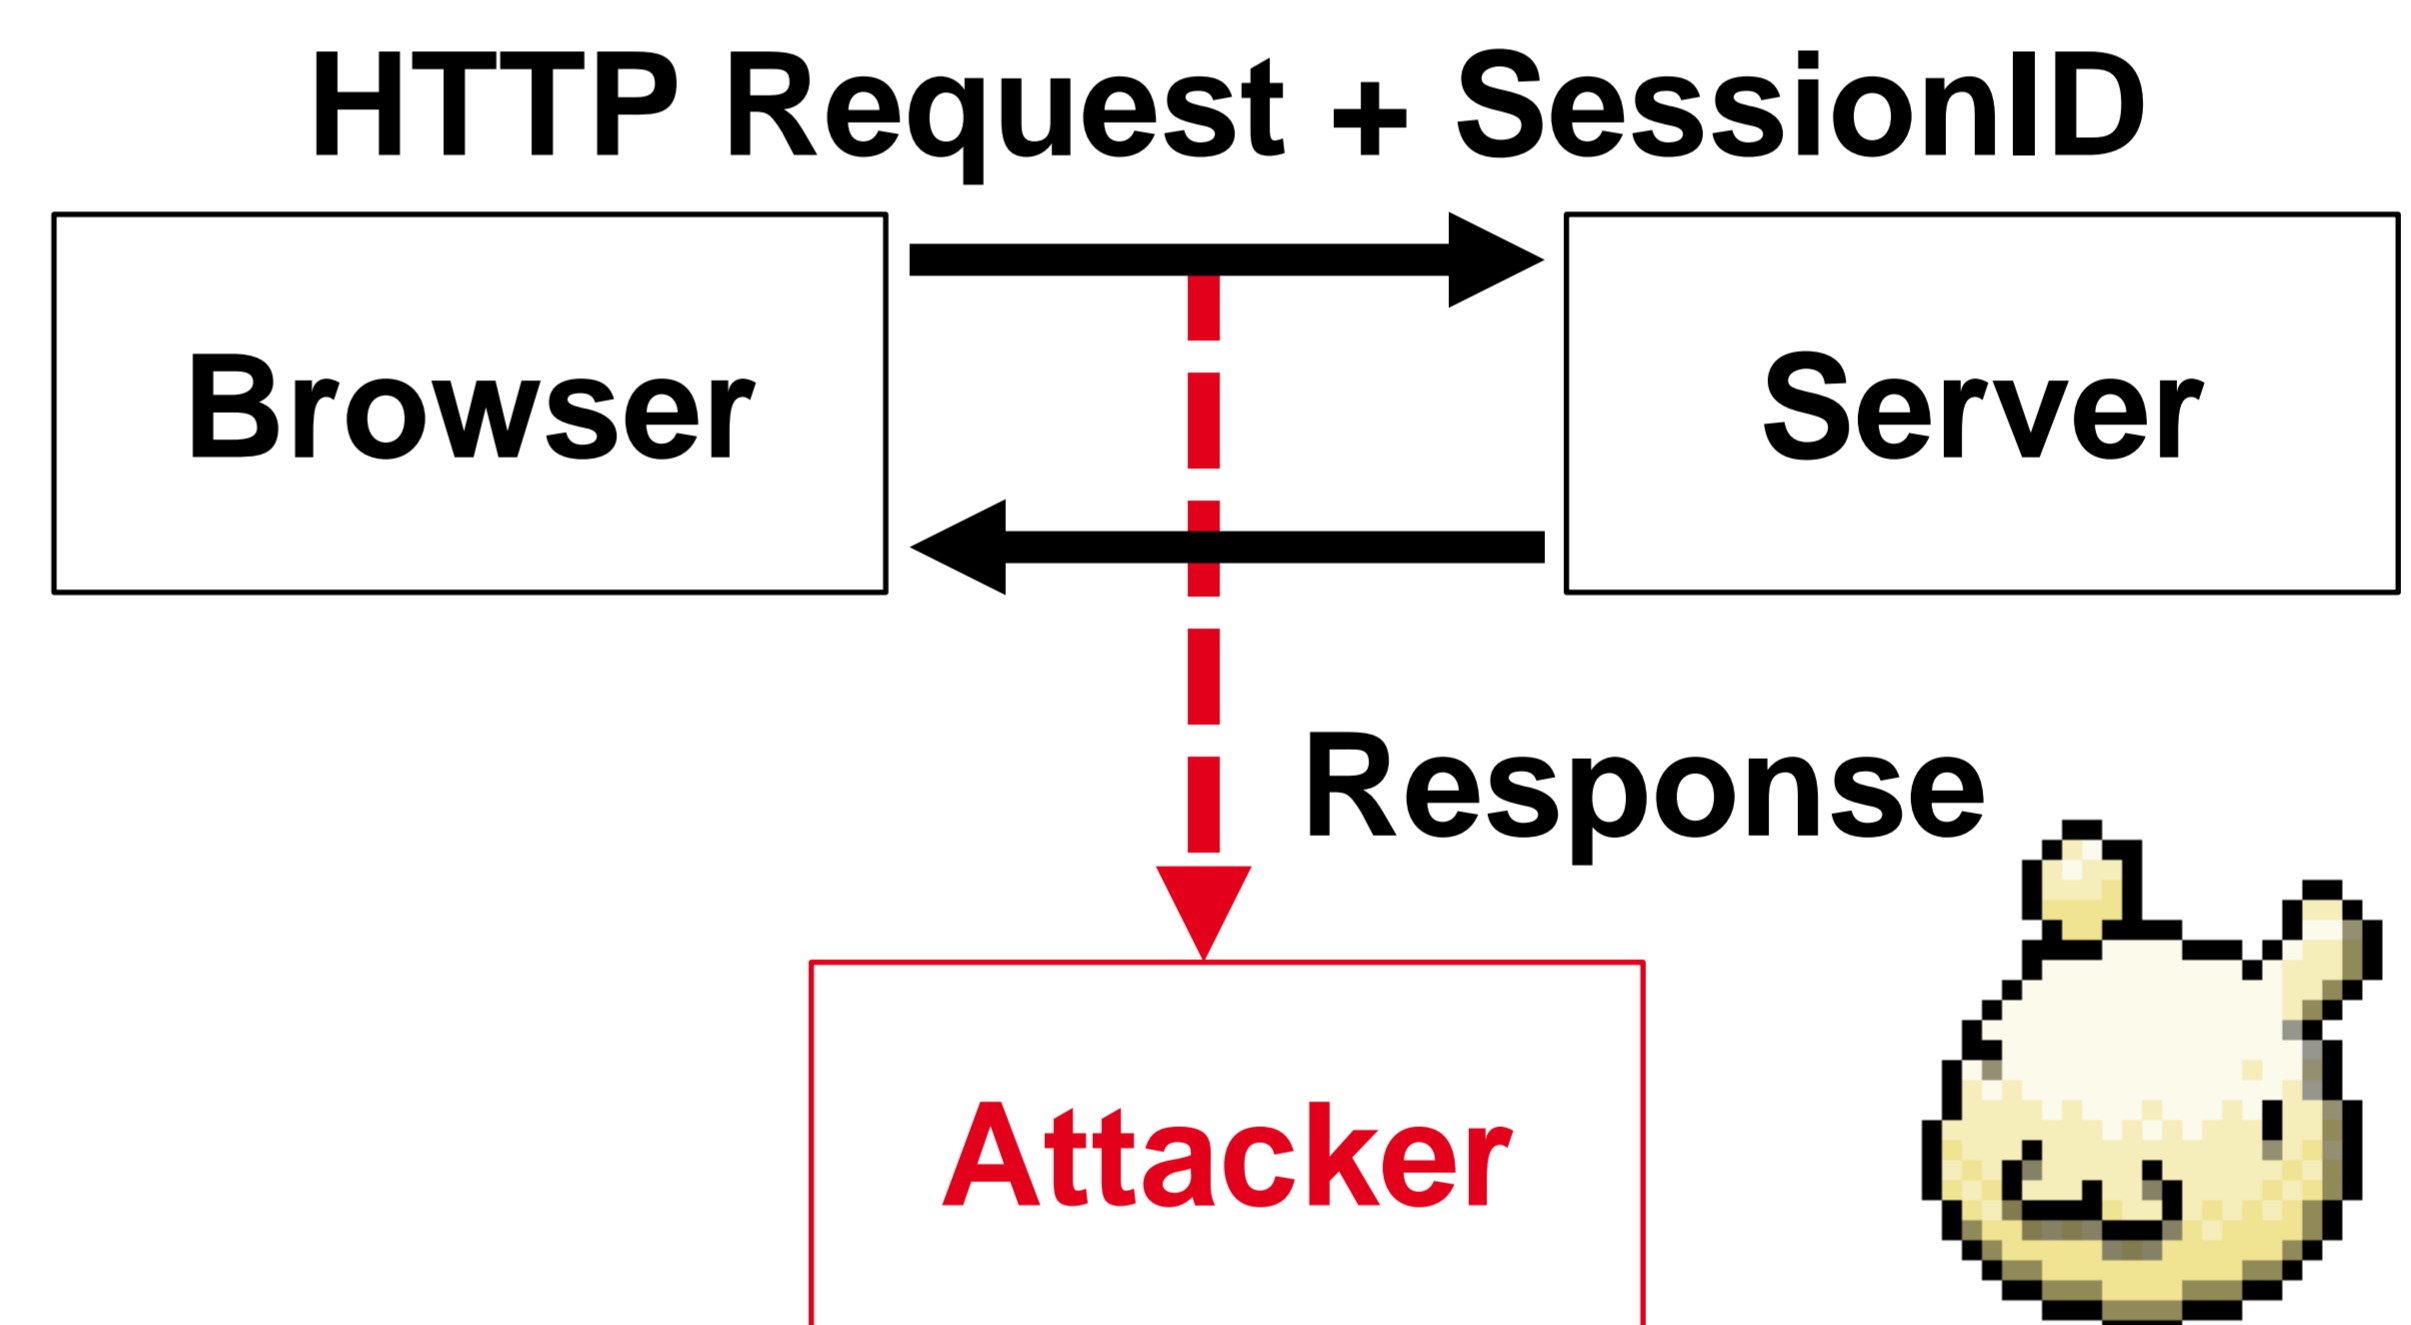 HTTP Request + SessionID
Browser
Server
Response
Attacker